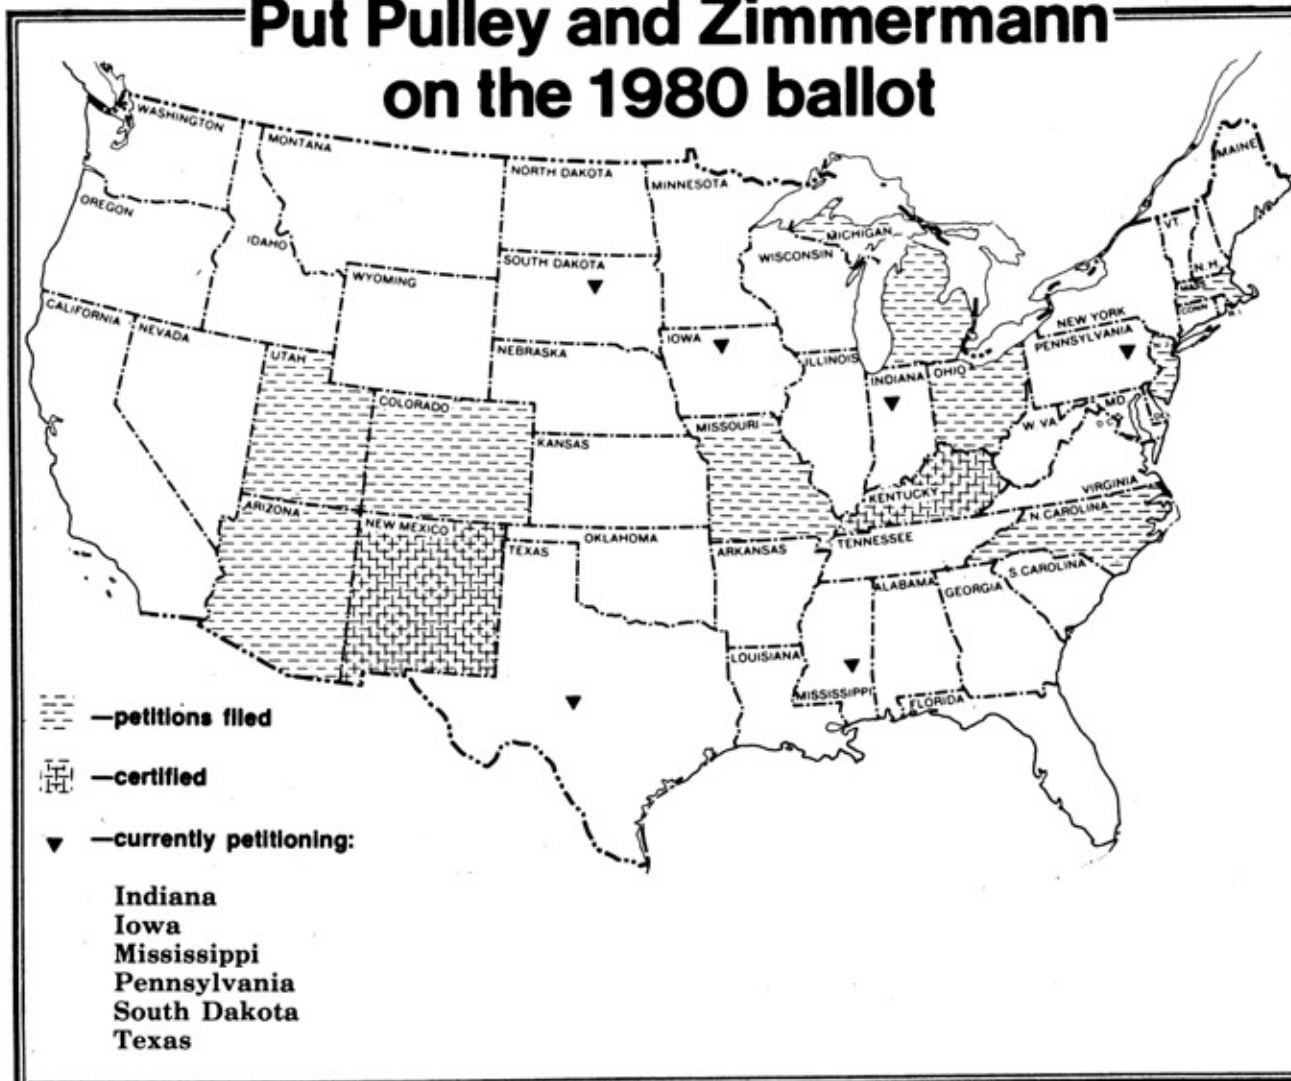 Put Pulley and Zimmermann
on the 1980 ballot
WASHINGTON
MONTANA
NORTH DAKOTA
MINNESOTA
MAINE
OREGON
IDAHO
VT.
MICHIGAN
WISCONSIN
SOUTH DAKOTA
WYOMING
N.H.
MASS
CALIFORNIA
NEVADA
CONN
R.I.
NEW YORK
PENNSYLVANIA
IOWA
NEBRASKA
UTAH
ILLINOIS
INDIANA
OHIO
COLORADO
MD.
DE
D.C.
W. VA.
MISSOURI
KANSAS
VIRGINIA
KENTUCKY
N. CAROLINA
ARIZONA
NEW MEXICO
OKLAHOMA
TENNESSEE
TEXAS
ARKANSAS
S. CAROLINA
ALABAMA
GEORGIA
LOUISIANA
MISSISSIPPI
FLORIDA
—petitions filed
—certified
—currently petitioning:
Indiana
Iowa
Mississippi
Pennsylvania
South Dakota
Texas